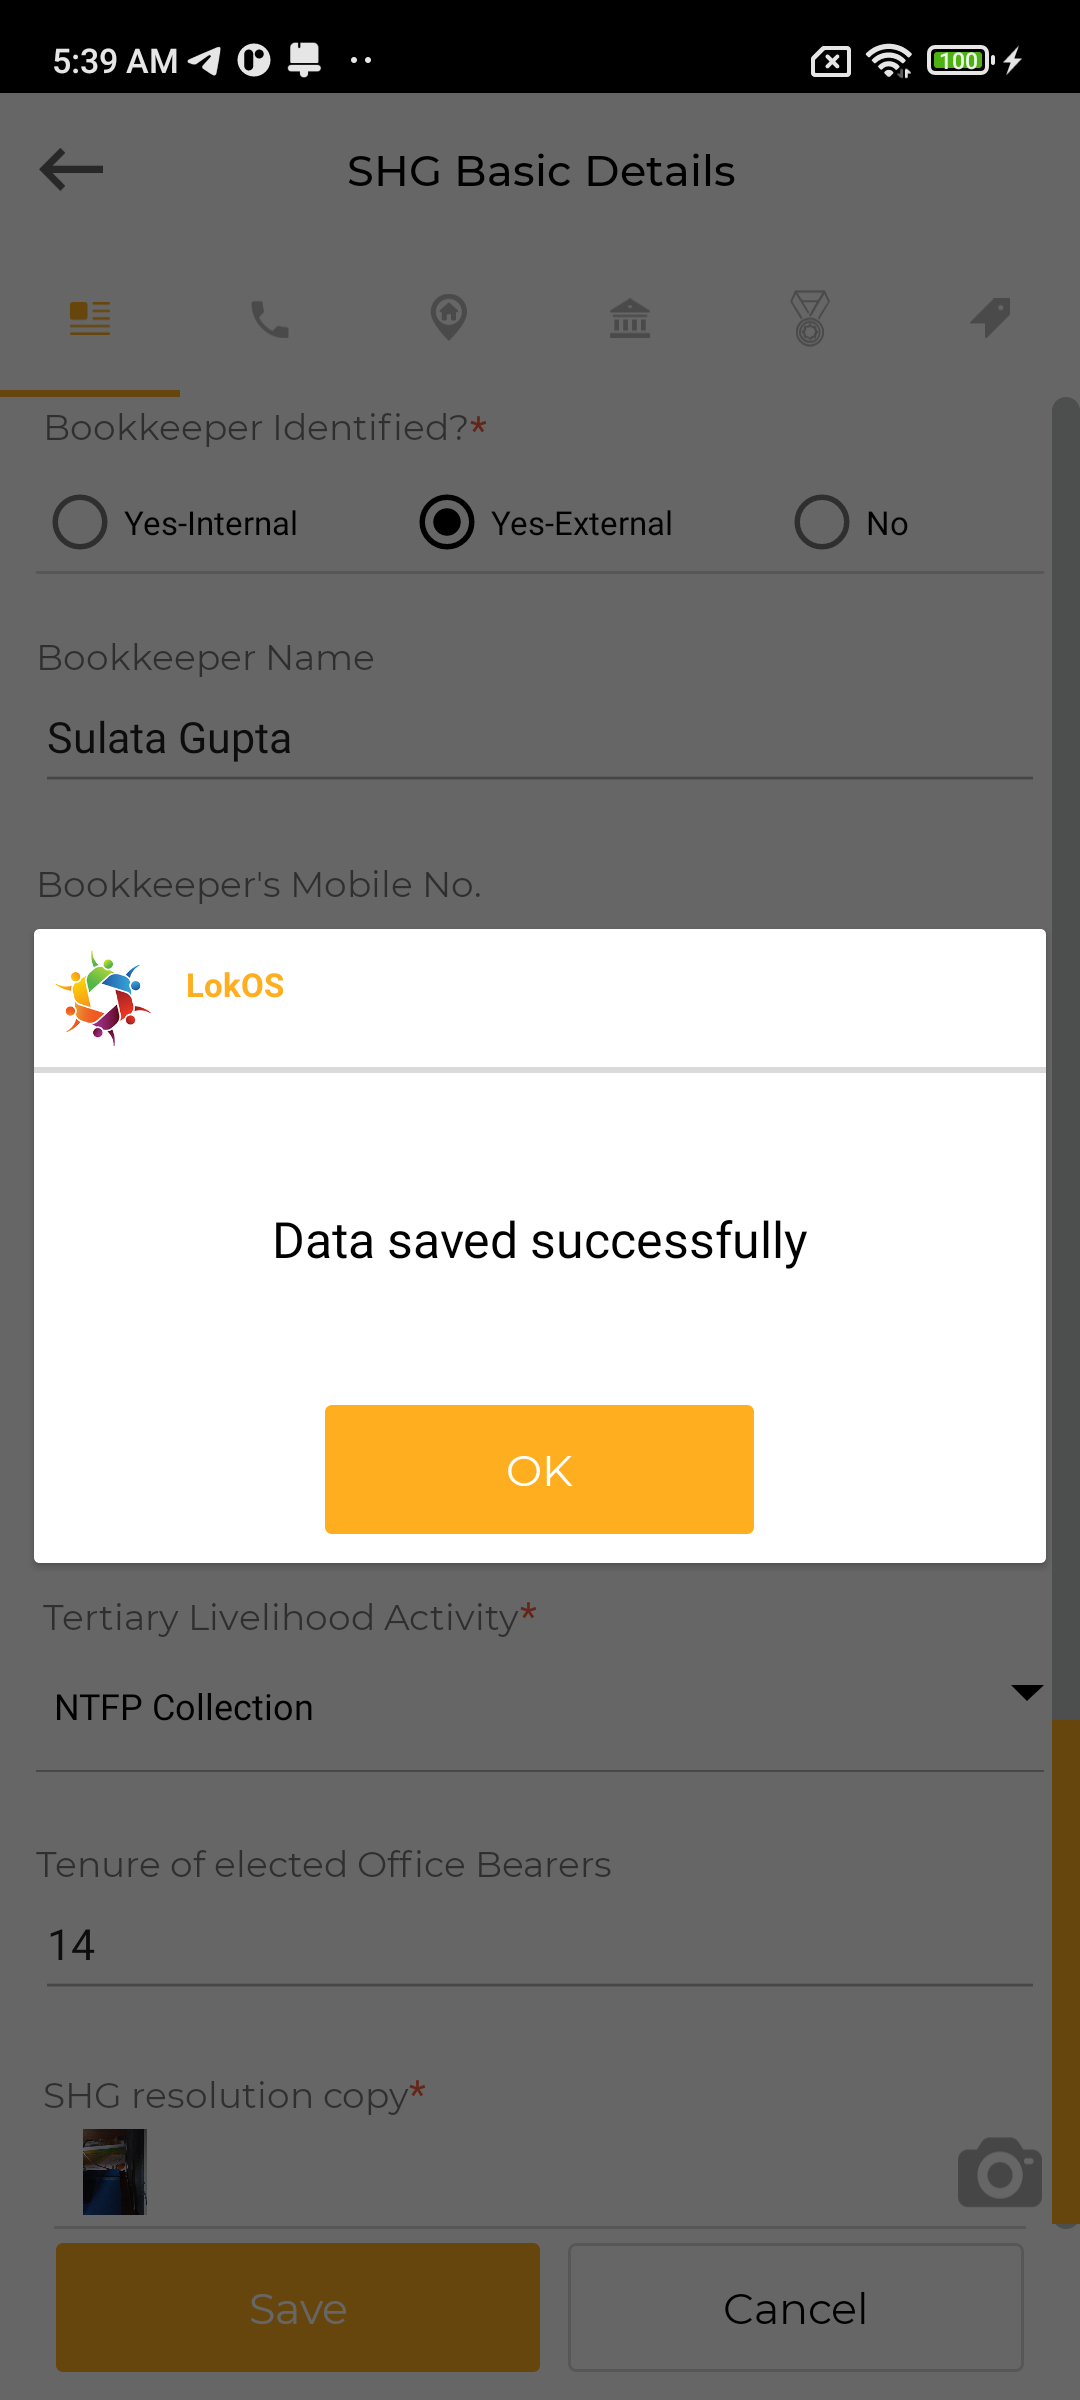 5:39 AM
100
SHG Basic Details
Bookkeeper Identified?*
Yes-Internal
Yes-External
No
Bookkeeper Name
Sulata Gupta
Bookkeeper's Mobile No.
LokOS
Data saved successfully
OK
Tertiary Livelihood Activity*
NTFP Collection
Tenure of elected Office Bearers
14
SHG resolution copy*
Save
Cancel